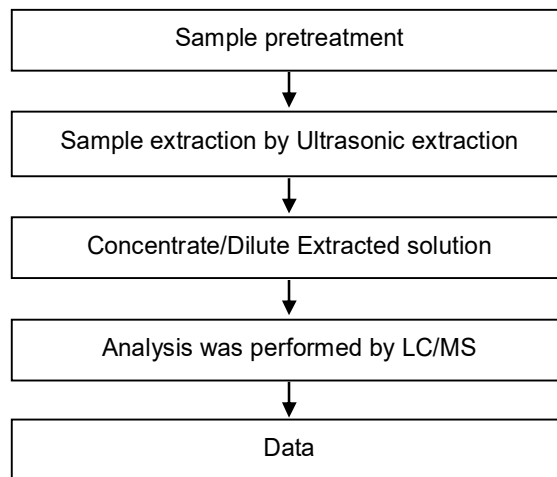 Sample pretreatment
Sample extraction by Ultrasonic extraction
Concentrate/Dilute Extracted solution
Analysis was performed by LC/MS
Data